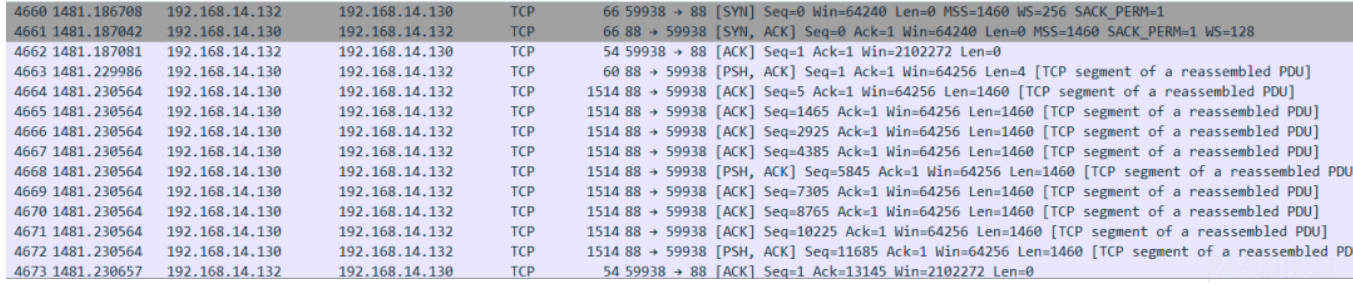 4660 1481.186708 192.168.14.132 192.168.14.130 TCP 66 59938 → 88 [SYN] Seq=0 Win=64240 Len=0 MSS=1460 WS=256 SACK_PERM=1
4661 1481.187042 192.168.14.130 192.168.14.132 TCP 66 88 → 59938 [SYN, ACK] Seq=0 Ack=1 Win=64240 Len=0 MSS=1460 SACK_PERM=1 WS=128
4662 1481.187081 192.168.14.132 192.168.14.130 TCP 54 59938 → 88 [ACK] Seq=1 Ack=1 Win=2102272 Len=0
4663 1481.229986 192.168.14.130 192.168.14.132 TCP 60 88 → 59938 [PSH, ACK] Seq=1 Ack=1 Win=64256 Len=4 [TCP segment of a reassembled PDU]
4664 1481.230564 192.168.14.130 192.168.14.132 TCP 1514 88 → 59938 [ACK] Seq=5 Ack=1 Win=64256 Len=1460 [TCP segment of a reassembled PDU]
4665 1481.230564 192.168.14.130 192.168.14.132 TCP 1514 88 → 59938 [ACK] Seq=1465 Ack=1 Win=64256 Len=1460 [TCP segment of a reassembled PDU]
4666 1481.230564 192.168.14.130 192.168.14.132 TCP 1514 88 → 59938 [ACK] Seq=2925 Ack=1 Win=64256 Len=1460 [TCP segment of a reassembled PDU]
4667 1481.230564 192.168.14.130 192.168.14.132 TCP 1514 88 → 59938 [ACK] Seq=4385 Ack=1 Win=64256 Len=1460 [TCP segment of a reassembled PDU]
4668 1481.230564 192.168.14.130 192.168.14.132 TCP 1514 88 → 59938 [PSH, ACK] Seq=5845 Ack=1 Win=64256 Len=1460 [TCP segment of a reassembled PDU
4669 1481.230564 192.168.14.130 192.168.14.132 TCP 1514 88 → 59938 [ACK] Seq=7305 Ack=1 Win=64256 Len=1460 [TCP segment of a reassembled PDU]
4670 1481.230564 192.168.14.130 192.168.14.132 TCP 1514 88 → 59938 [ACK] Seq=8765 Ack=1 Win=64256 Len=1460 [TCP segment of a reassembled PDU]
4671 1481.230564 192.168.14.130 192.168.14.132 TCP 1514 88 → 59938 [ACK] Seq=10225 Ack=1 Win=64256 Len=1460 [TCP segment of a reassembled PDU]
4672 1481.230564 192.168.14.130 192.168.14.132 TCP 1514 88 → 59938 [PSH, ACK] Seq=11685 Ack=1 Win=64256 Len=1460 [TCP segment of a reassembled PD
4673 1481.230657 192.168.14.132 192.168.14.130 TCP 54 59938 → 88 [ACK] Seq=1 Ack=13145 Win=2102272 Len=0